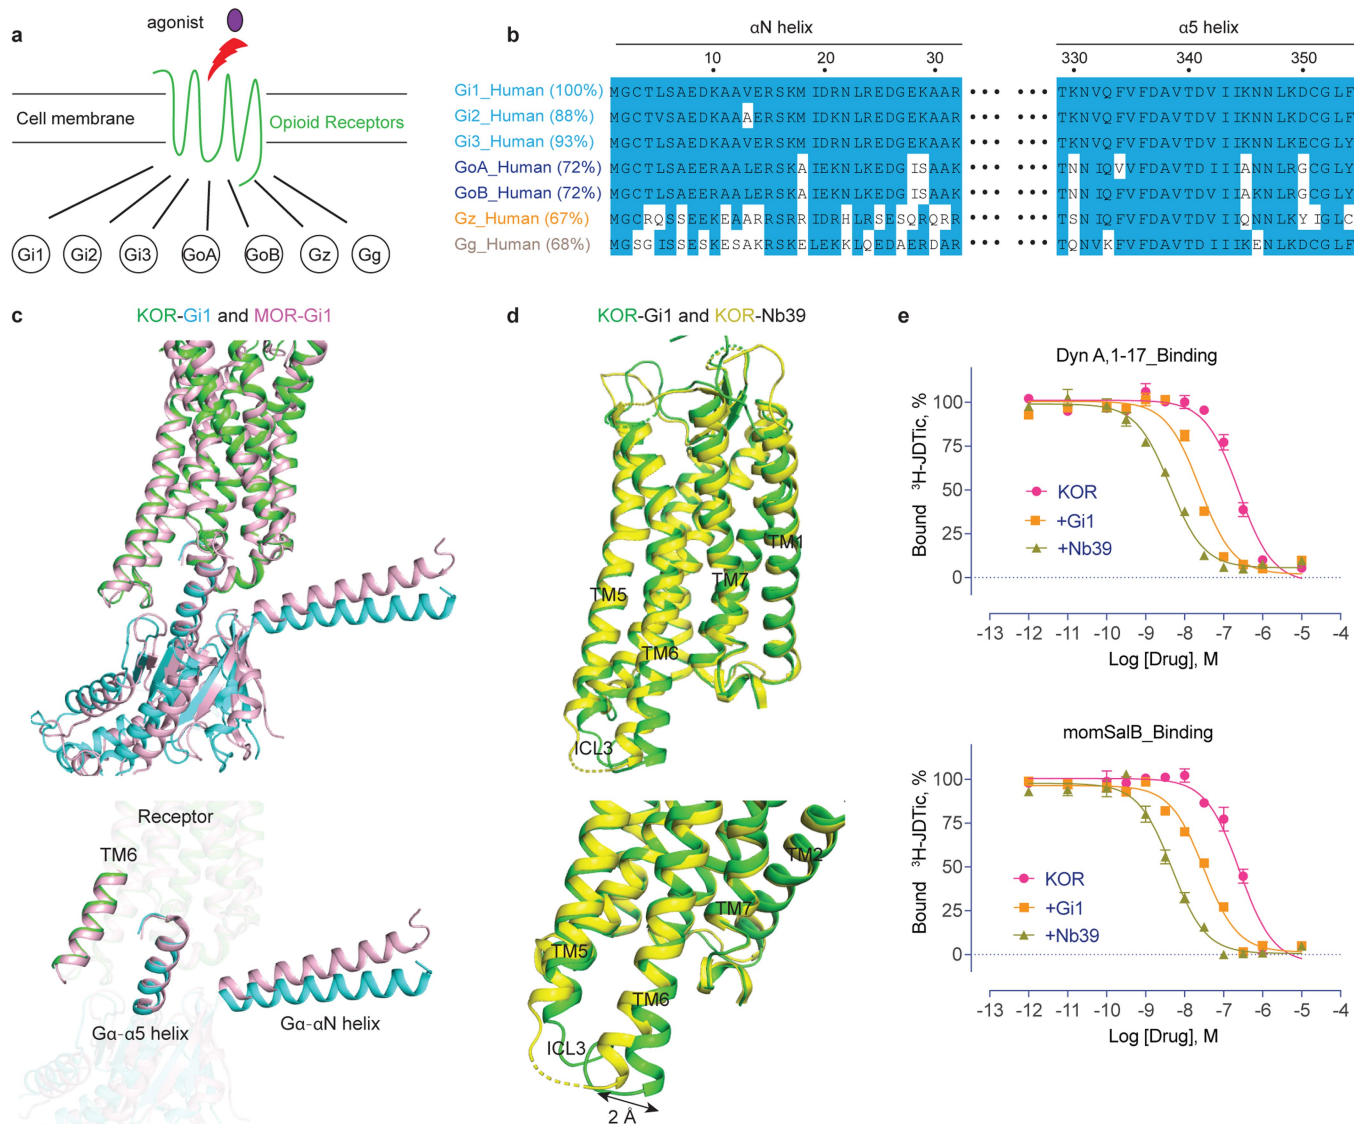 a
agonist
Cell membrane
Opioid Receptors
Gi1 Gi2 Gi3 GoA GoB Gz Gg
b
αN helix α5 helix
10 20 30 330 340 350
Gi1_Human (100%) MGCTLSAEDKAAVERSKMIDRNLREDGEKAAR ••• ••• TKNVQFVFDAVTDVIIKNNLKDCGLF
Gi2_Human (88%) MGCTVSAEDKAAAERSKMIDKNLREDGEKAAR ••• ••• TKNVQFVFDAVTDVIIKNNLKDCGLF
Gi3_Human (93%) MGCTLSAEDKAAVERSKMIDRNLREDGEKAAR ••• ••• TKNVQFVFDAVTDVIIKNNLKECGLY
GoA_Human (72%) MGCTLSAEERAALERSKAIEKNLKEDGISAAK ••• ••• TNNIQVVFDAVTDIIIANNLRGCGLY
GoB_Human (72%) MGCTLSAEERAALERSKAIEKNLKEDGISAAK ••• ••• TNNIQFVFDAVTDVIIAKNLRGCGLY
Gz_Human (67%) MGCRQSSEEKEAARRSRRIDRHLRSESQRQRR ••• ••• TSNIQFVFDAVTDVIIQNNLKYIGLC
Gg_Human (68%) MGSGISSESKESAKRSKELEKKLQEDAERDAR ••• ••• TQNVKFVFDAVTDIIIKENLKDCGLF
c
KOR-Gi1 and MOR-Gi1
Receptor
TM6
Gα-α5 helix
Gα-αN helix
d
KOR-Gi1 and KOR-Nb39
TM1
TM7
TM5
TM6
ICL3
TM2
TM7
TM5
TM6
ICL3
2 Å
e
Dyn A,1-17_Binding
Bound ³H-JDTic, %
100
75
50
25
0
KOR
+Gi1
+Nb39
-13 -12 -11 -10 -9 -8 -7 -6 -5 -4
Log [Drug], M
momSalB_Binding
Bound ³H-JDTic, %
100
75
50
25
0
KOR
+Gi1
+Nb39
-13 -12 -11 -10 -9 -8 -7 -6 -5 -4
Log [Drug], M